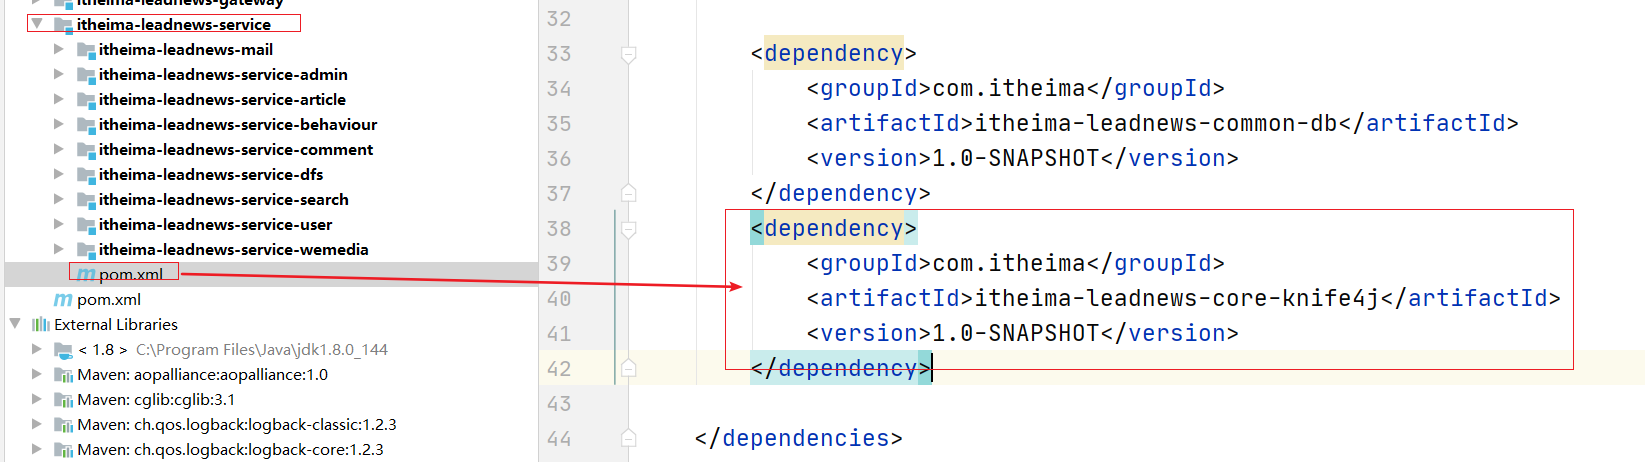 itheima-leadnews-gateway
itheima-leadnews-service
itheima-leadnews-mail
itheima-leadnews-service-admin
itheima-leadnews-service-article
itheima-leadnews-service-behaviour
itheima-leadnews-service-comment
itheima-leadnews-service-dfs
itheima-leadnews-service-search
itheima-leadnews-service-user
itheima-leadnews-service-wemedia
m pom.xml
m pom.xml
External Libraries
< 1.8 > C:\Program Files\Java\jdk1.8.0_144
Maven: aopalliance:aopalliance:1.0
Maven: cglib:cglib:3.1
Maven: ch.qos.logback:logback-classic:1.2.3
Maven: ch.qos.logback:logback-core:1.2.3
32
33 <dependency>
34 <groupId>com.itheima</groupId>
35 <artifactId>itheima-leadnews-common-db</artifactId>
36 <version>1.0-SNAPSHOT</version>
37 </dependency>
38 <dependency>
39 <groupId>com.itheima</groupId>
40 <artifactId>itheima-leadnews-core-knife4j</artifactId>
41 <version>1.0-SNAPSHOT</version>
42 </dependency>
43
44 </dependencies>